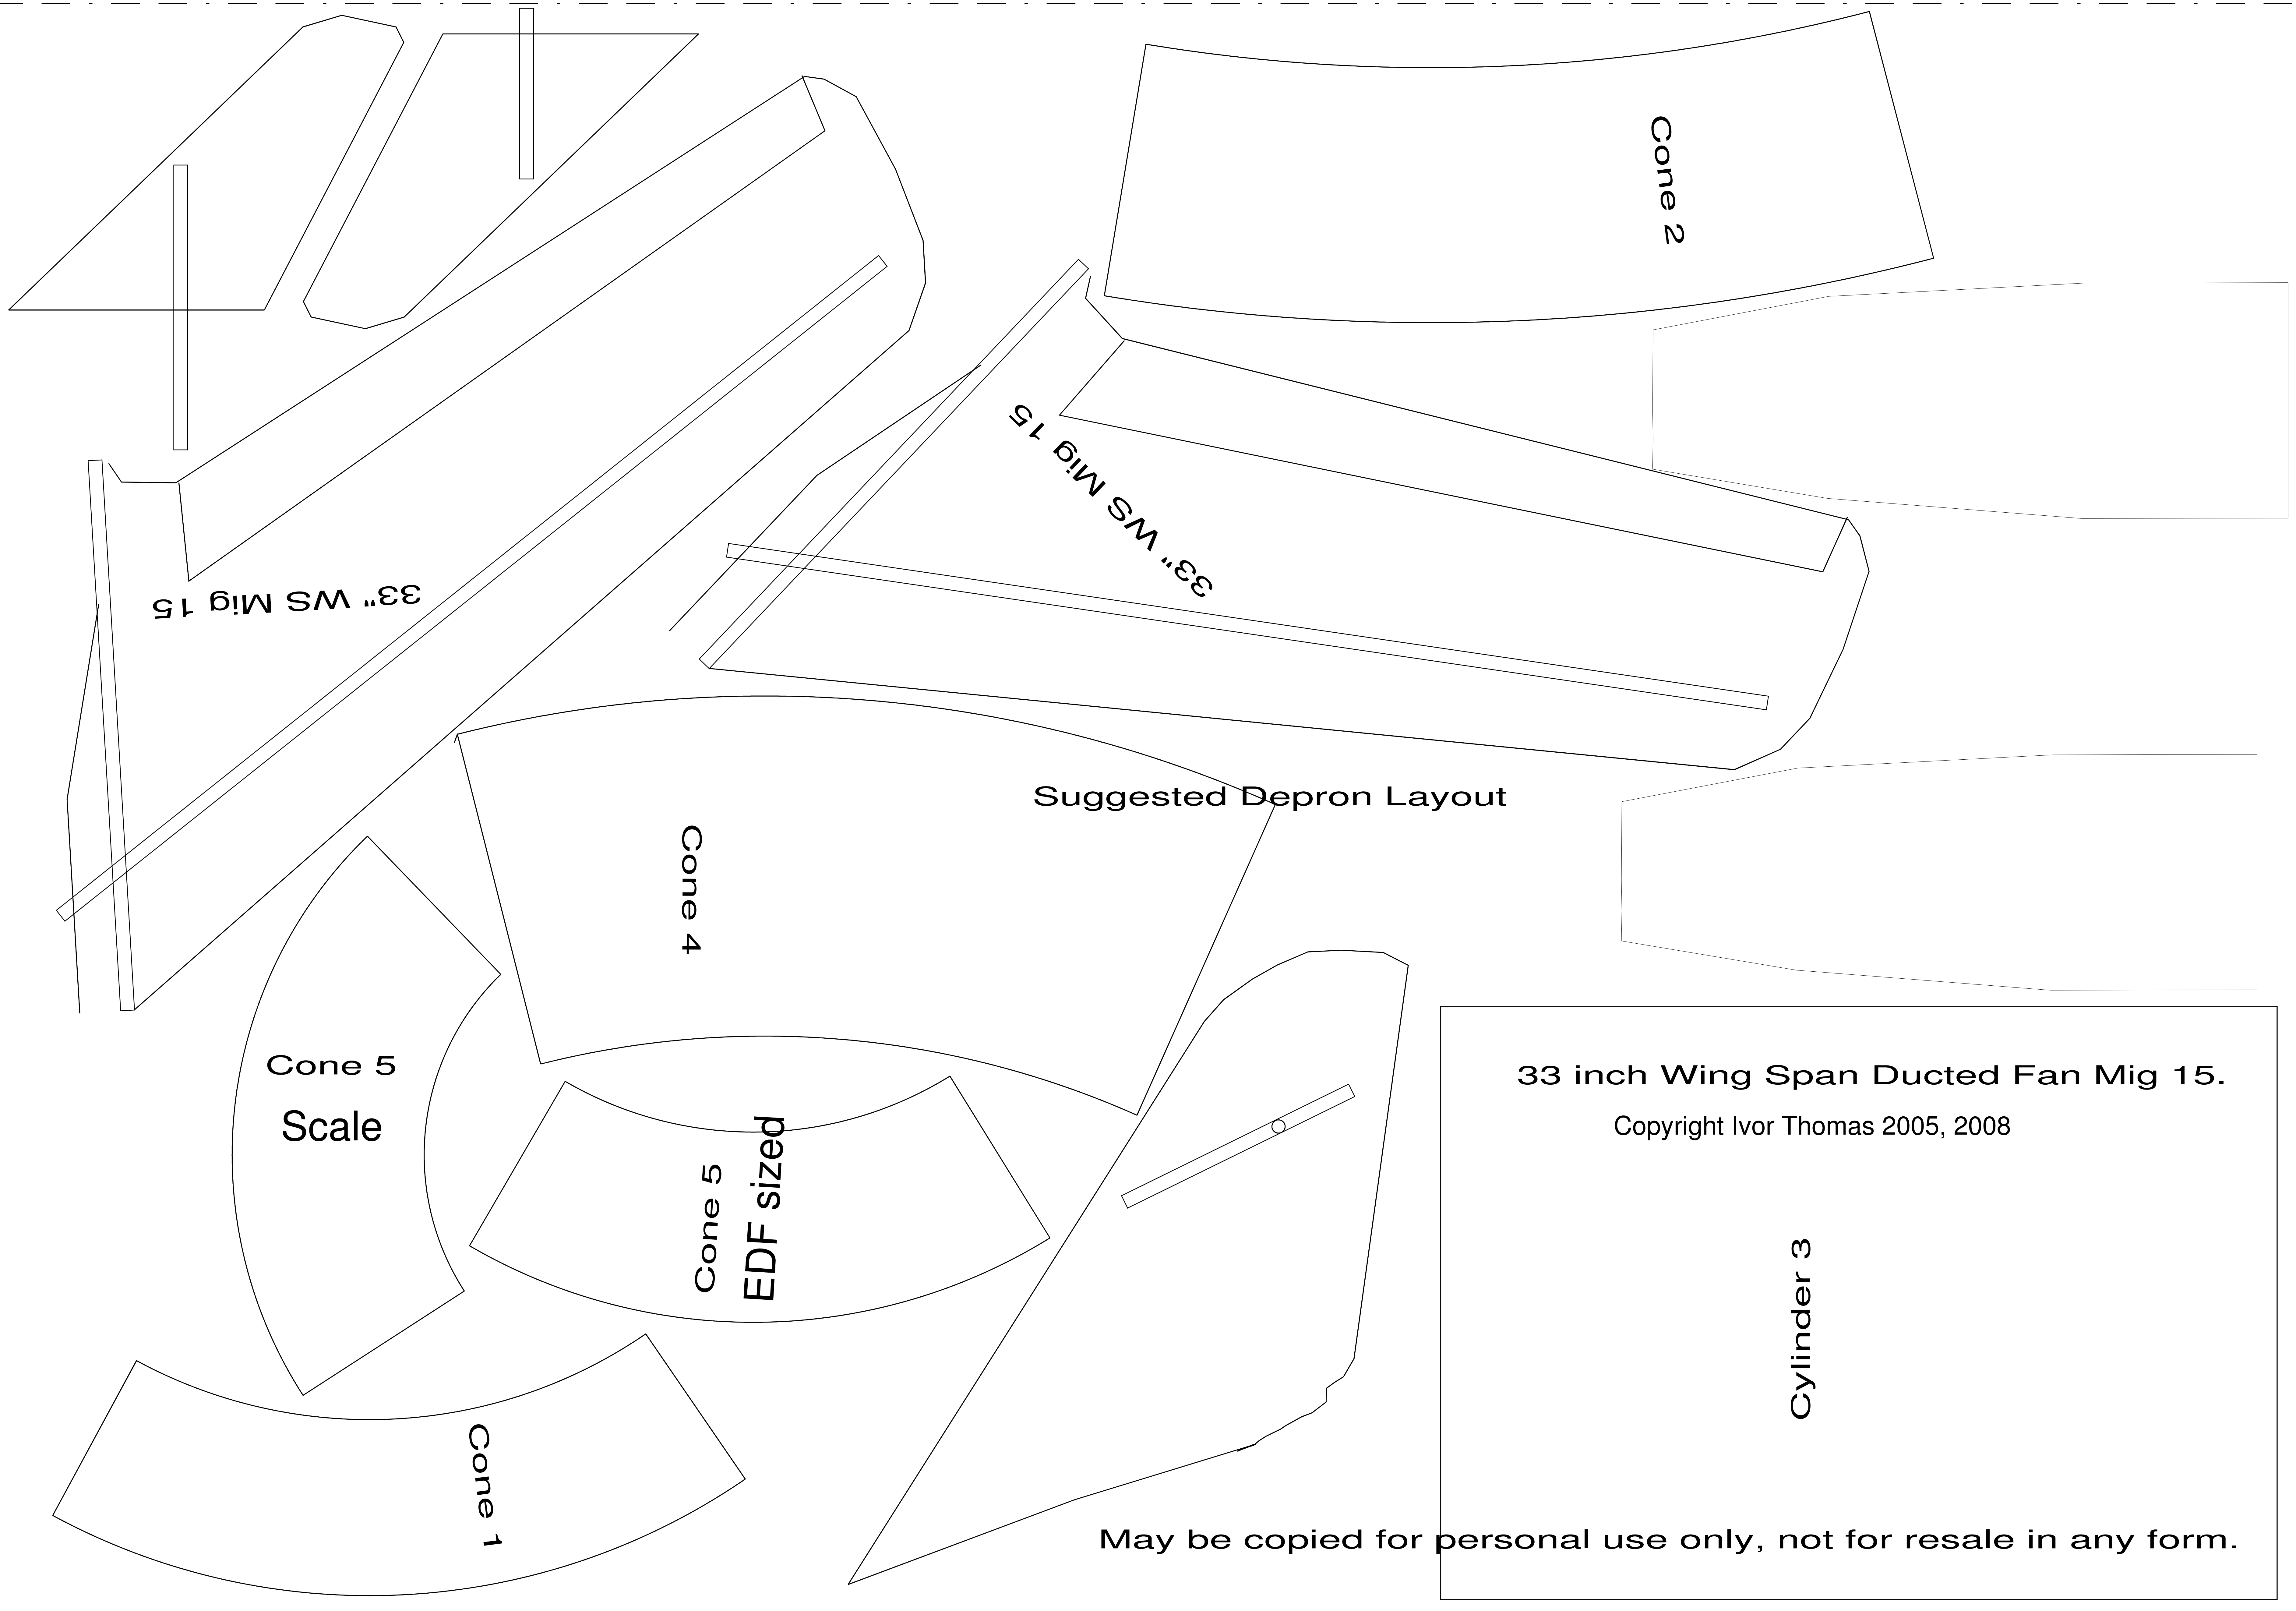 Cone 2
33" WS Mig 15
33" WS Mig 15
Suggested Depron Layout
Cone 4
Cone 5
Scale
Cone 5
EDF sized
33 inch Wing Span Ducted Fan Mig 15.
Copyright Ivor Thomas 2005, 2008
Cylinder 3
Cone 1
May be copied for personal use only, not for resale in any form.